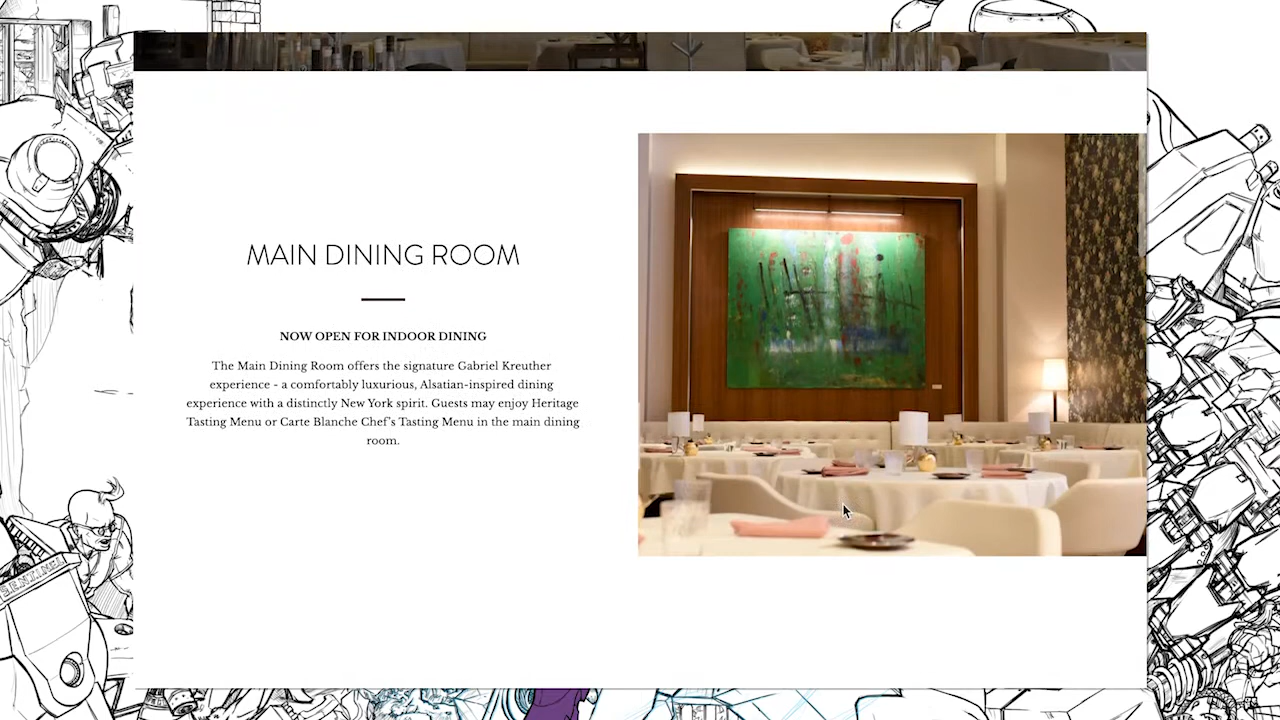 MAIN DINING ROOM
NOW OPEN FOR INDOOR DINING
The Main Dining Room offers the signature Gabriel Kreuther
experience - a comfortably luxurious, Alsatian-inspired dining
experience with a distinctly New York spirit. Guests may enjoy Heritage
Tasting Menu or Carte Blanche Chef's Tasting Menu in the main dining
room.